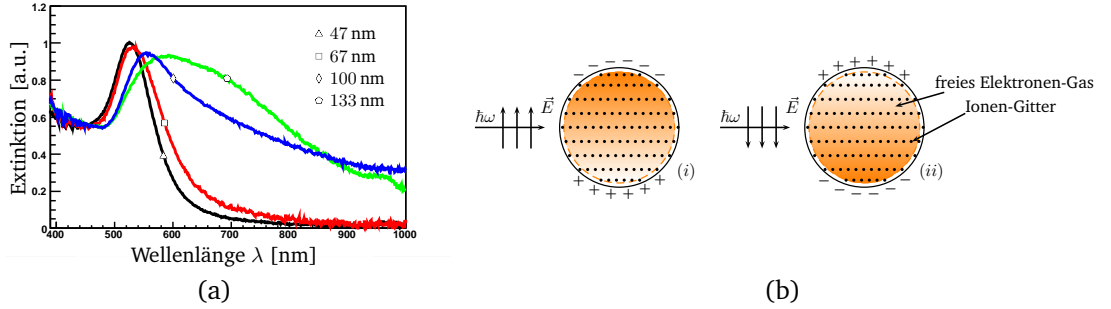 Extinktion [a.u.]
1.2
1
0.8
0.6
0.4
0.2
0
400 500 600 700 800 900 1000
Wellenlänge λ [nm]
47 nm
67 nm
100 nm
133 nm
(a)
ħω
E⃗
− − − − − −
+ + + + + + +
(i)
ħω
E⃗
+ + + + + +
− − − − − −
(ii)
freies Elektronen-Gas
Ionen-Gitter
(b)